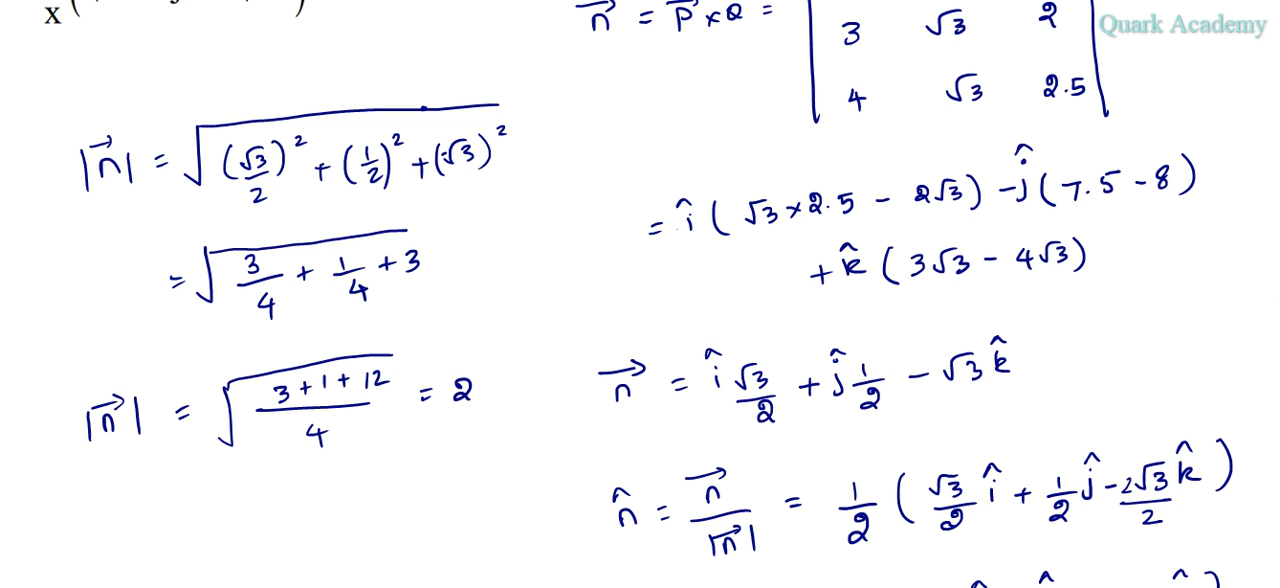 x (
n⃗ = P⃗ × Q = | 3 √3 2 |
| 4 √3 2.5 |
Quark Academy
|n⃗| = √((√3/2)² + (1/2)² + (-√3)²)
= √(3/4 + 1/4 + 3)
|n⃗| = √((3+1+12)/4) = 2
= î (√3×2.5 - 2√3) - ĵ (7.5 - 8)
+ k̂ (3√3 - 4√3)
n⃗ = î √3/2 + ĵ 1/2 - √3 k̂
n̂ = n⃗/|n⃗| = 1/2 (√3/2 î + 1/2 ĵ - 2√3/2 k̂)